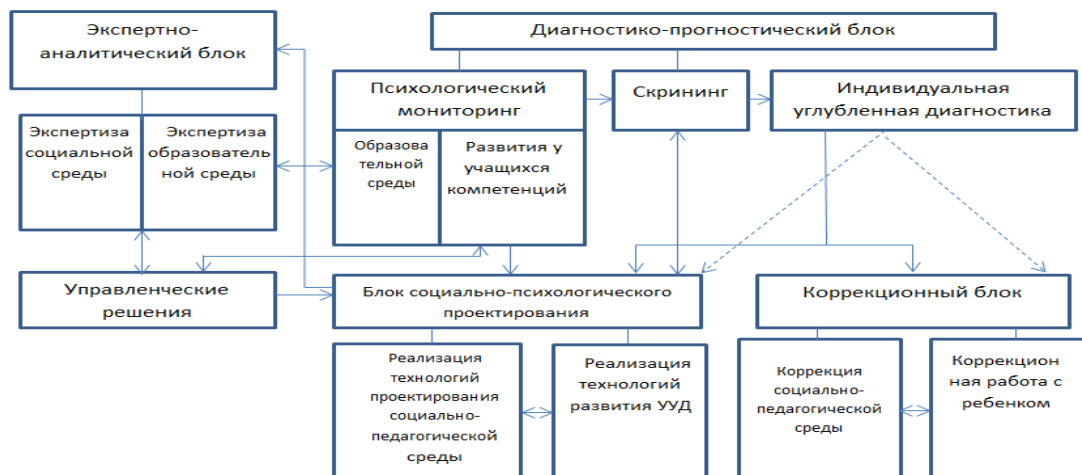 Экспертно-
аналитический блок
Диагностико-прогностический блок
Психологический
мониторинг
Скрининг
Индивидуальная
углубленная диагностика
Экспертиза
социальной
среды
Экспертиза
образователь
ной среды
Образова
тельной
среды
Развития у
учащихся
компетенций
Управленческие
решения
Блок социально-психологического
проектирования
Коррекционный блок
Реализация
технологий
проектирования
социально-
педагогической
среды
Реализация
технологий
развития УУД
Коррекция
социально-
педагогической
среды
Коррекцион
ная работа с
ребенком